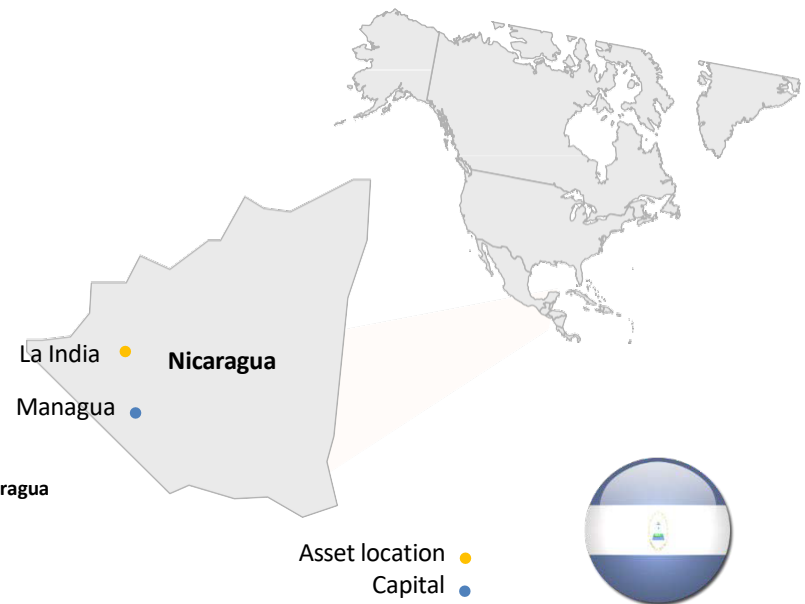 La India
Nicaragua
Managua
ragua
Asset location
Capital